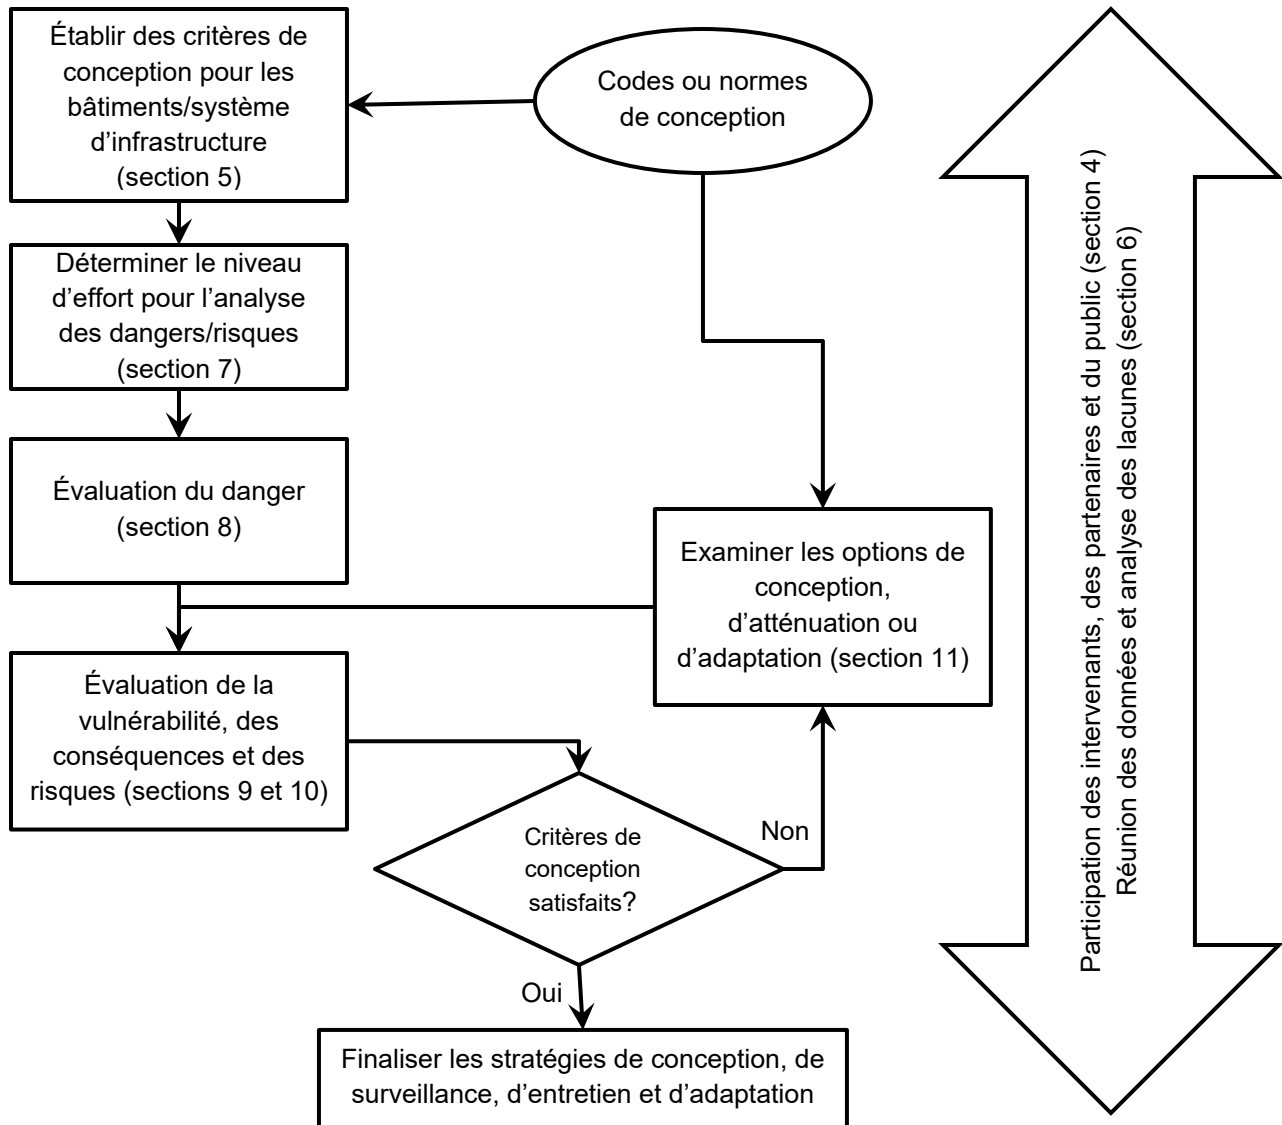 Établir des critères de
conception pour les
bâtiments/système
d’infrastructure
(section 5)
Codes ou normes
de conception
Déterminer le niveau
d’effort pour l’analyse
des dangers/risques
(section 7)
Évaluation du danger
(section 8)
Examiner les options de
conception,
d’atténuation ou
d’adaptation (section 11)
Évaluation de la
vulnérabilité, des
conséquences et des
risques (sections 9 et 10)
Critères de
conception
satisfaits?
Non
Oui
Finaliser les stratégies de conception, de
surveillance, d’entretien et d’adaptation
Participation des intervenants, des partenaires et du public (section 4)
Réunion des données et analyse des lacunes (section 6)